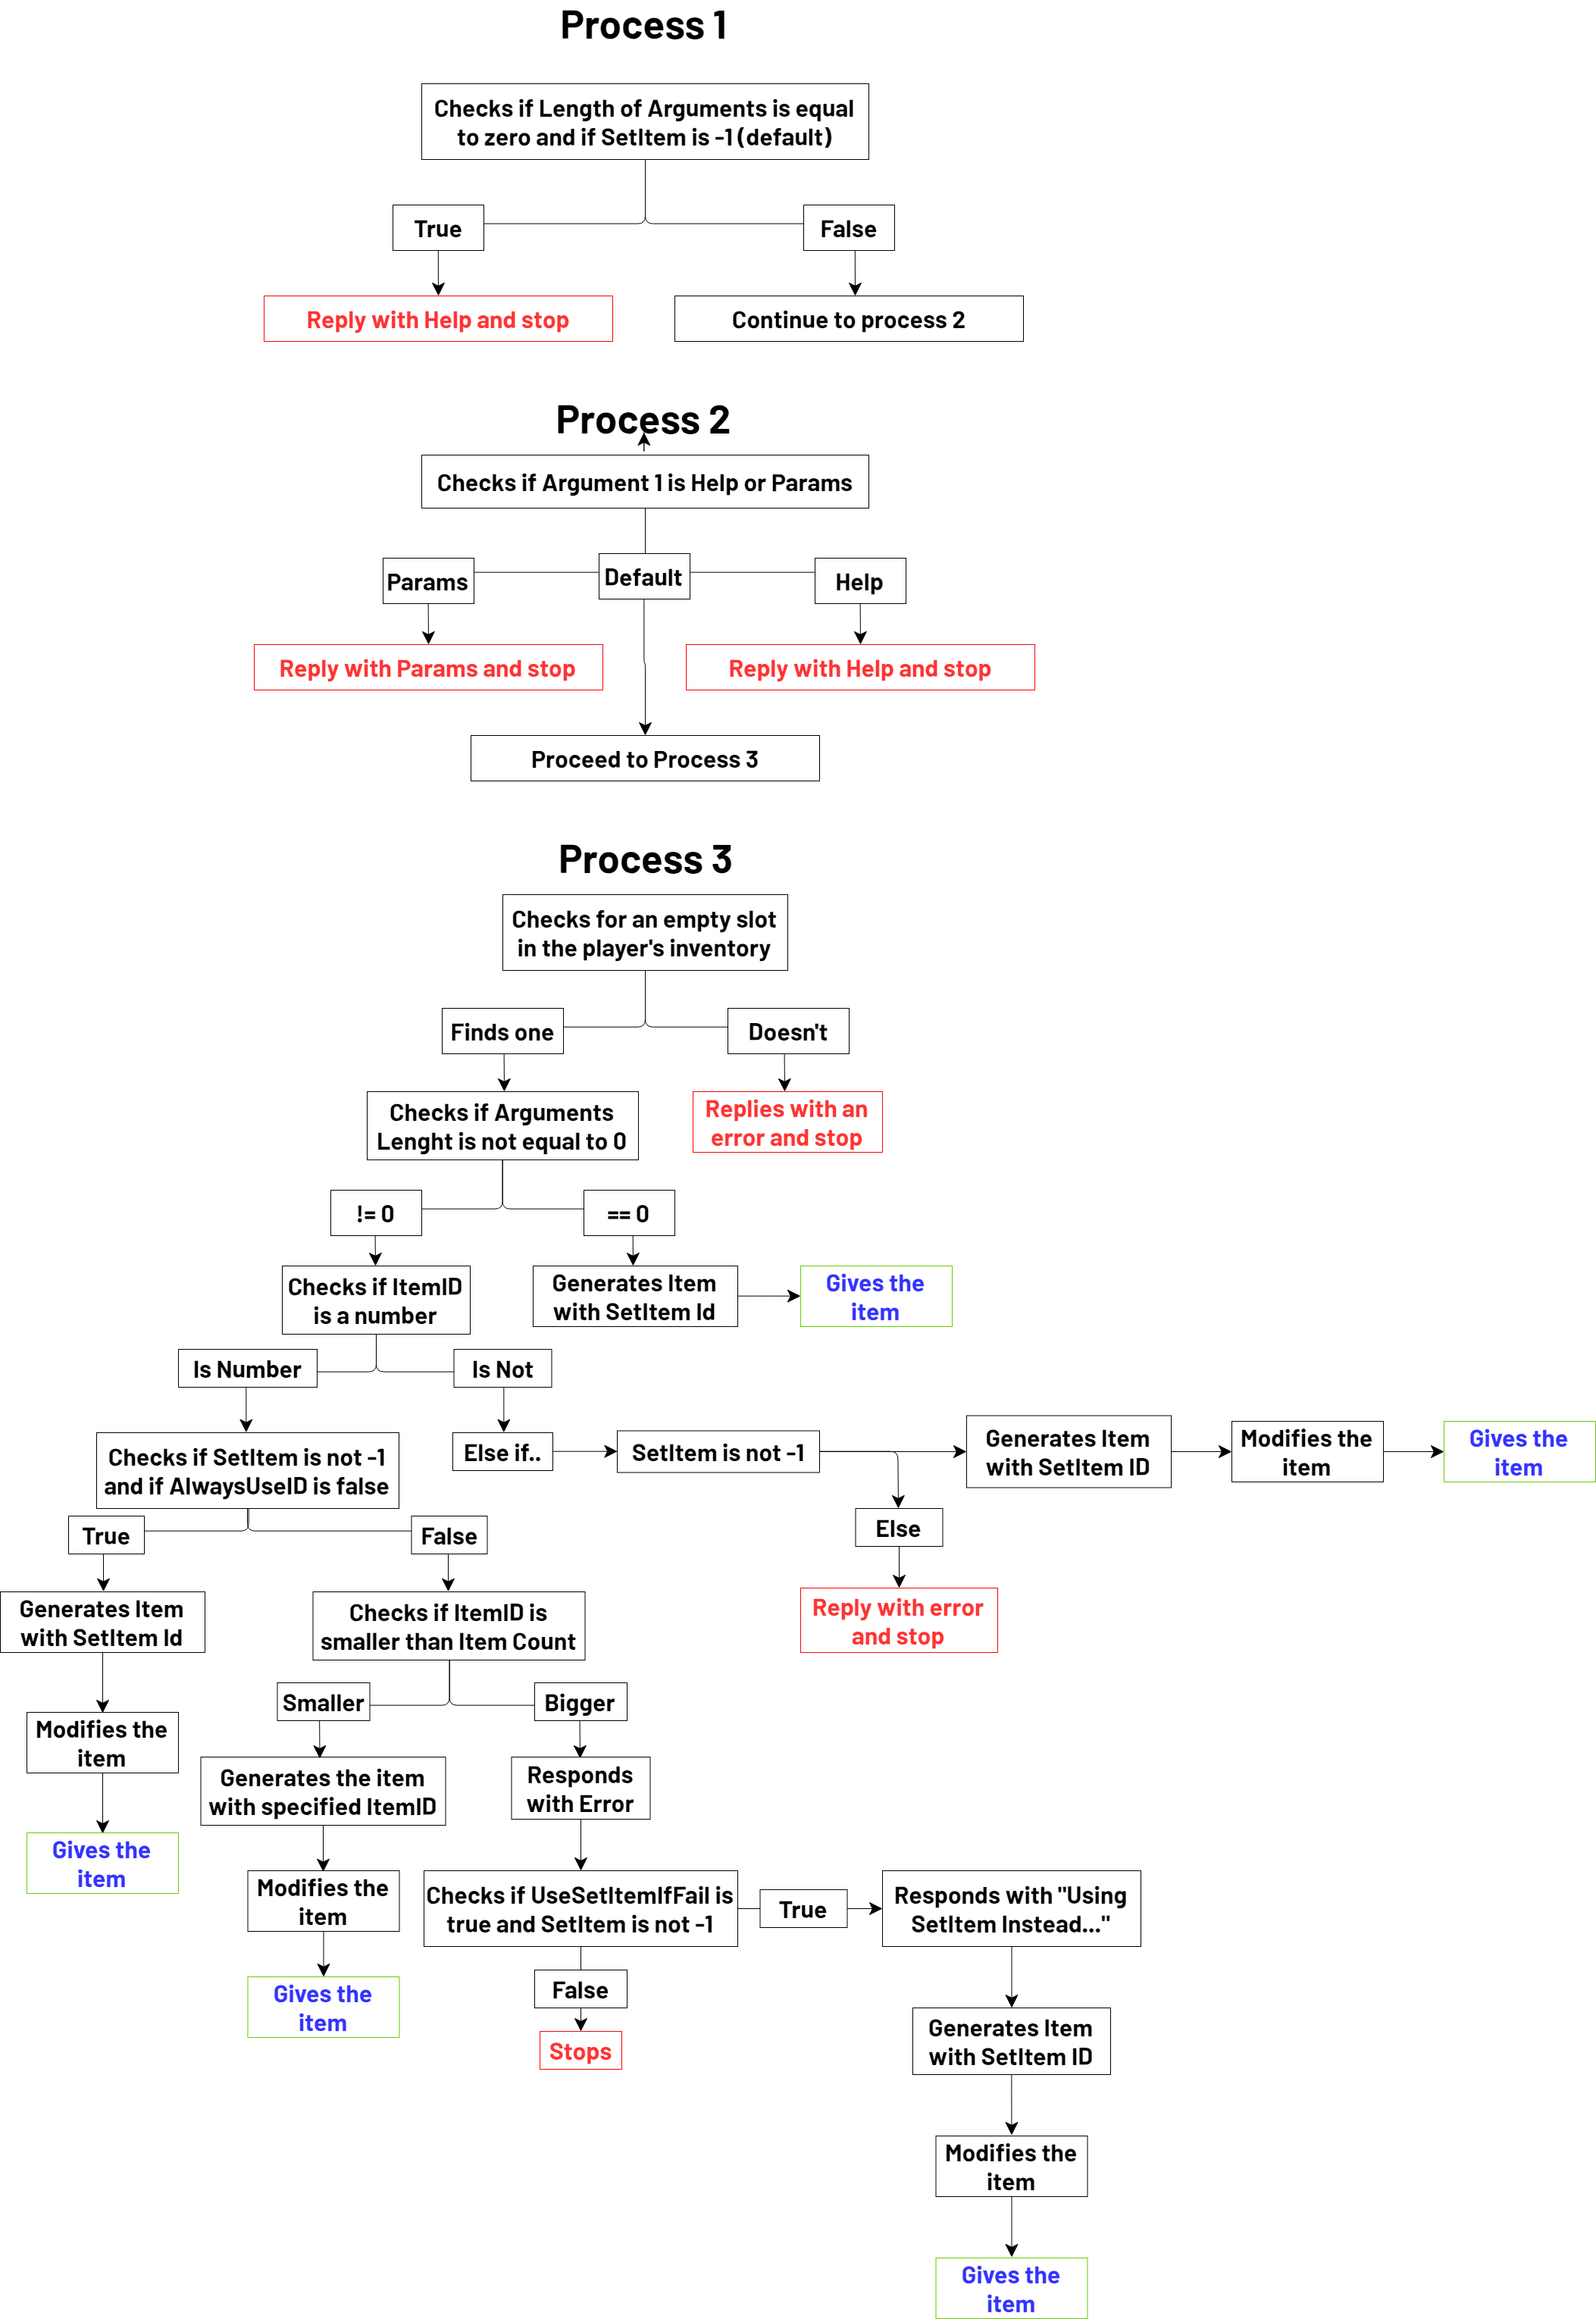 Process 1
Checks if Length of Arguments is equal
to zero and if SetItem is -1 (default)
True
False
Reply with Help and stop
Continue to process 2
Process 2
Checks if Argument 1 is Help or Params
Params
Default
Help
Reply with Params and stop
Reply with Help and stop
Proceed to Process 3
Process 3
Checks for an empty slot
in the player's inventory
Finds one
Doesn't
Checks if Arguments
Lenght is not equal to 0
Replies with an
error and stop
!= 0
== 0
Checks if ItemID
is a number
Generates Item
with SetItem Id
Gives the
item
Is Number
Is Not
Checks if SetItem is not -1
and if AlwaysUseID is false
Else if..
SetItem is not -1
Generates Item
with SetItem ID
Modifies the
item
Gives the
item
True
False
Else
Generates Item
with SetItem Id
Checks if ItemID is
smaller than Item Count
Reply with error
and stop
Smaller
Bigger
Modifies the
item
Generates the item
with specified ItemID
Responds
with Error
Gives the
item
Modifies the
item
Checks if UseSetItemIfFail is
true and SetItem is not -1
True
Responds with "Using
SetItem Instead..."
Gives the
item
False
Stops
Generates Item
with SetItem ID
Modifies the
item
Gives the
item